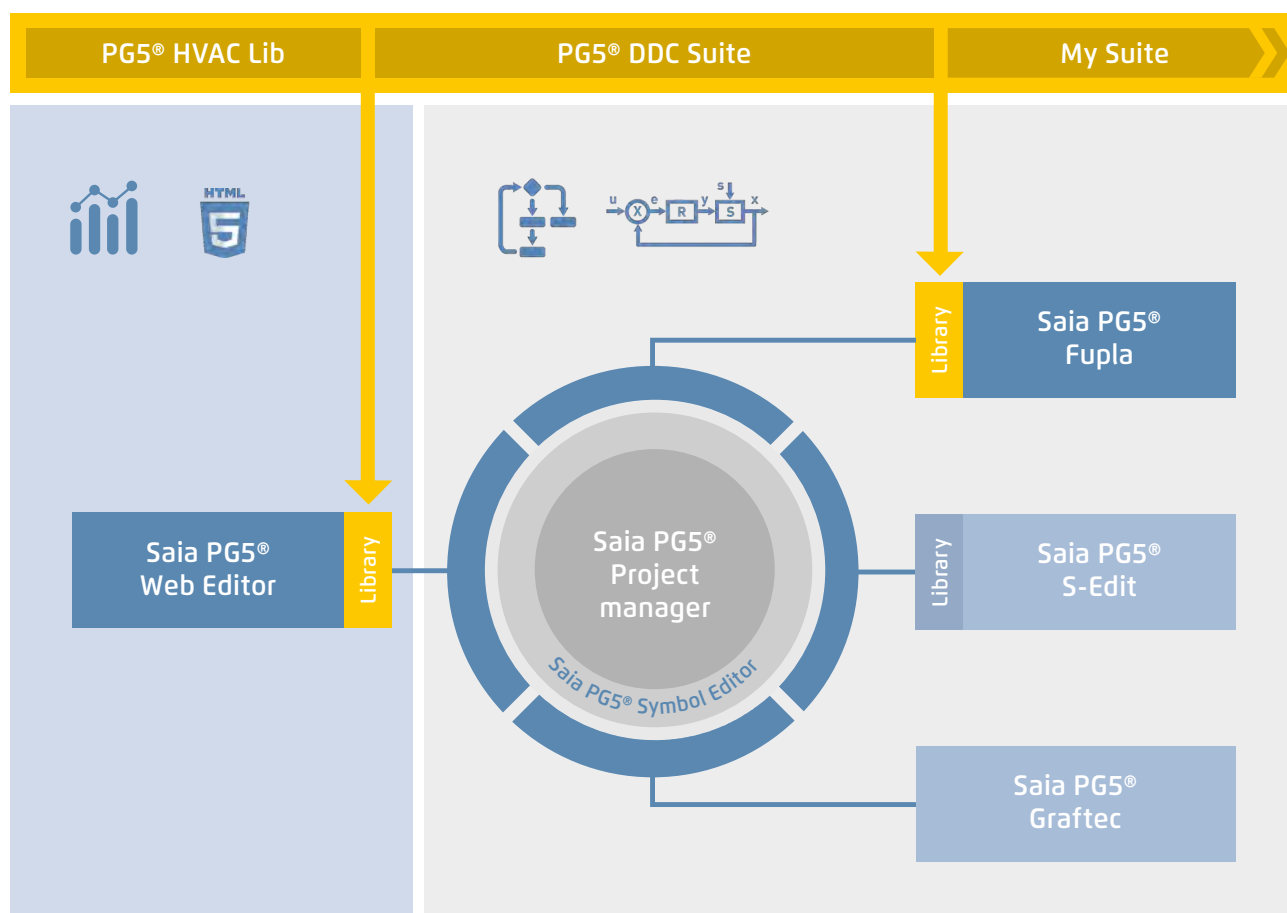 PG5® HVAC Lib
PG5® DDC Suite
My Suite
HTML
5
u
e
y
s
x
X
R
S
Library
Saia PG5®
Fupla
Saia PG5®
Web Editor
Library
Saia PG5®
Project
manager
Saia PG5® Symbol Editor
Library
Saia PG5®
S-Edit
Saia PG5®
Graftec